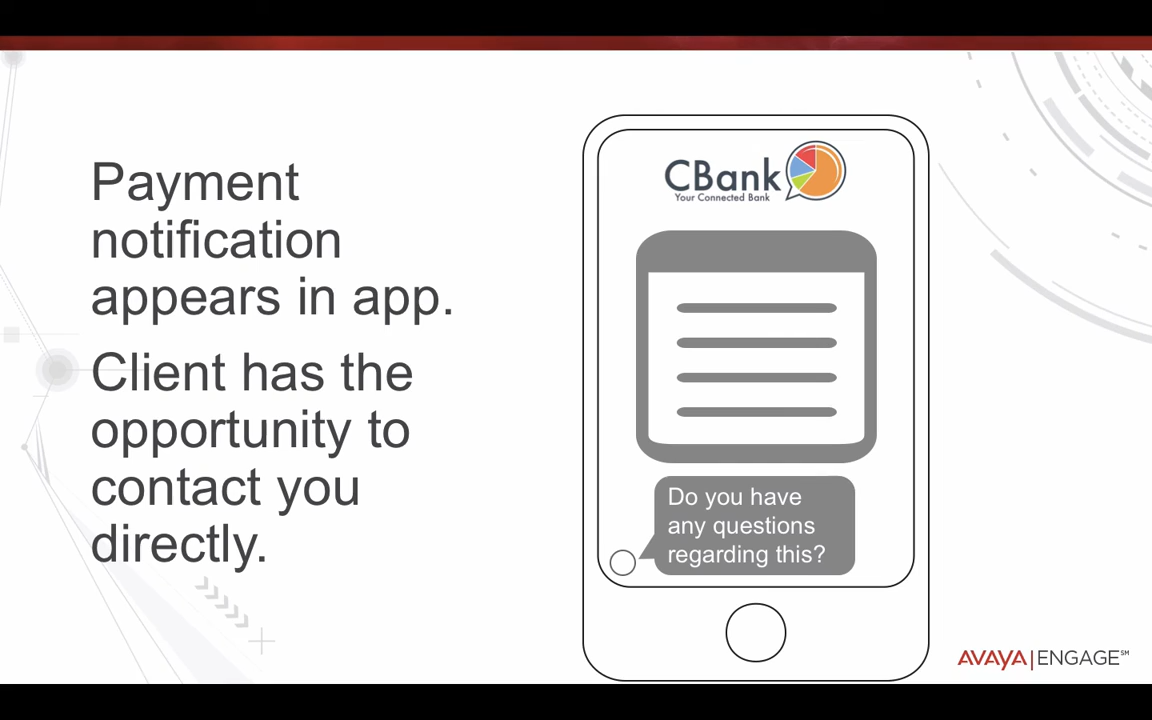 Payment
notification
appears in app.
Client has the
opportunity to
contact you
directly.
CBank
Your Connected Bank
Do you have
any questions
regarding this?
AVAYA | ENGAGE℠